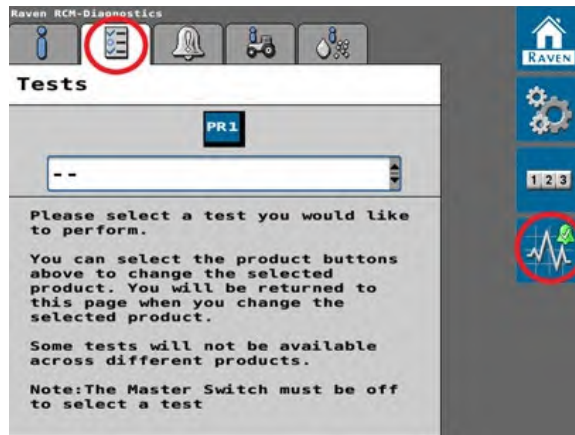 Raven RCM-Diagnostics
RAVEN
Tests
PR1
--
1 2 3
Please select a test you would like
to perform.
You can select the product buttons
above to change the selected
product. You will be returned to
this page when you change the
selected product.
Some tests will not be available
across different products.
Note:The Master Switch must be off
to select a test